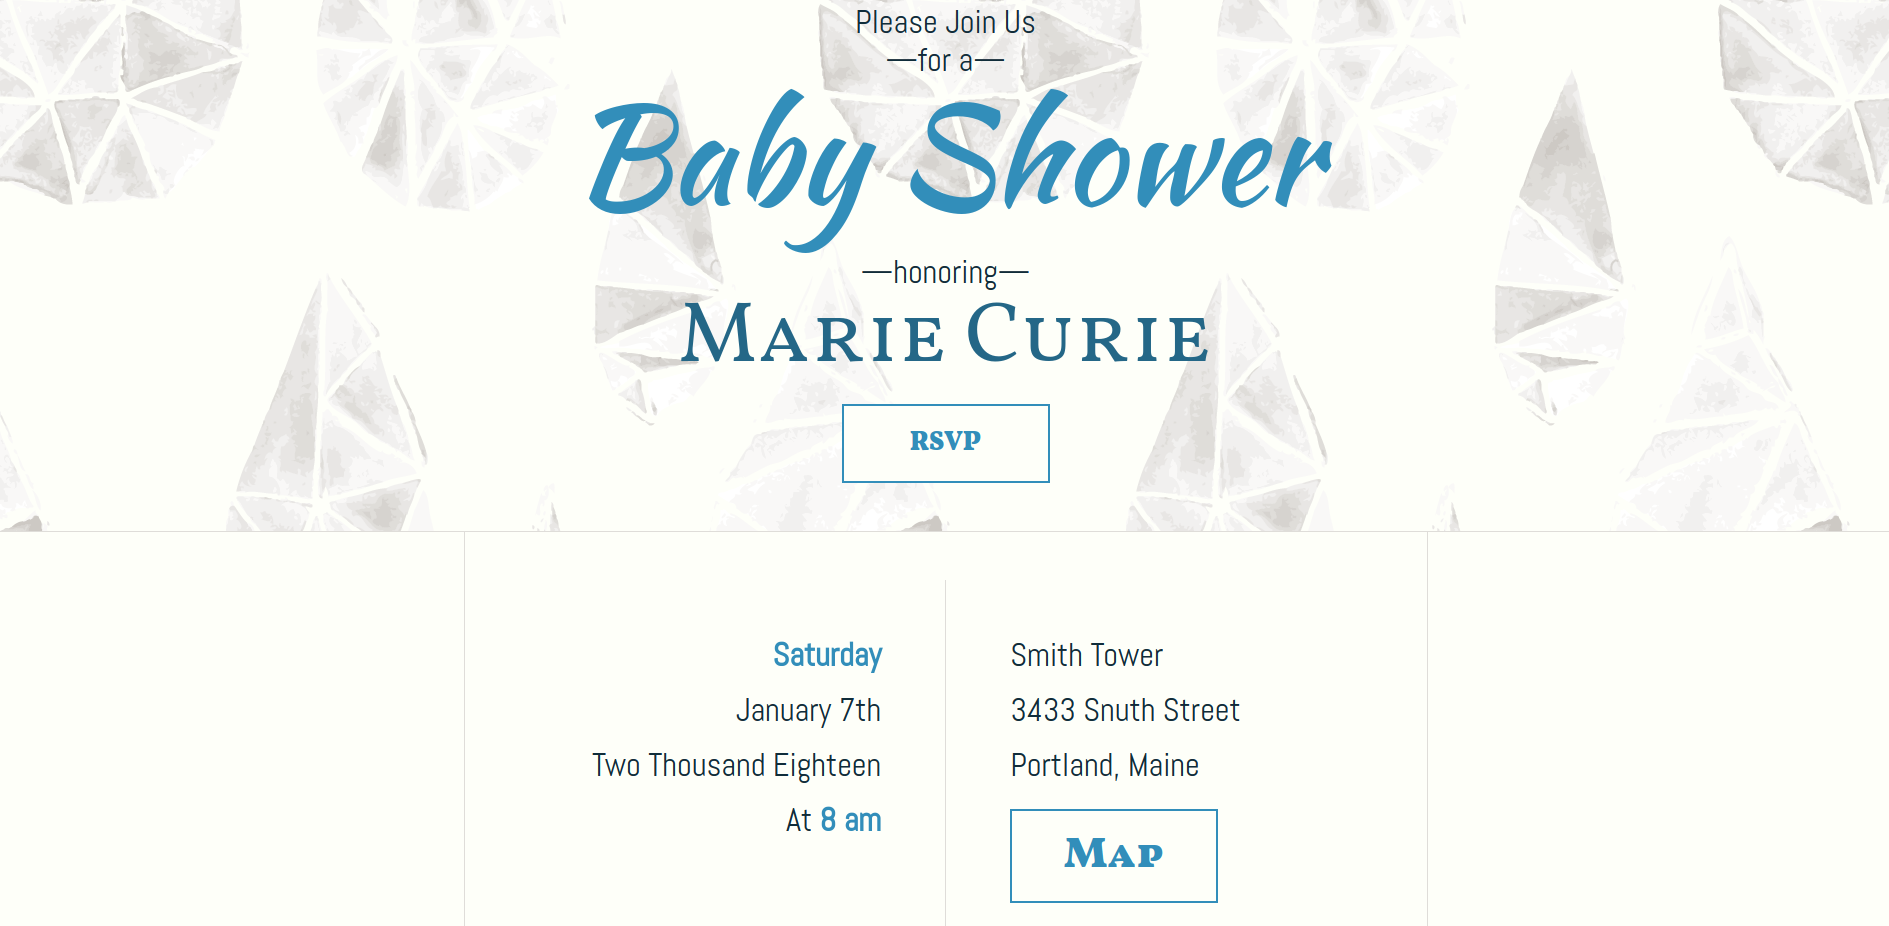 Please Join Us
—for a—
Baby Shower
—honoring—
Marie Curie
RSVP
Saturday
January 7th
Two Thousand Eighteen
At 8 am
Smith Tower
3433 Snuth Street
Portland, Maine
Map